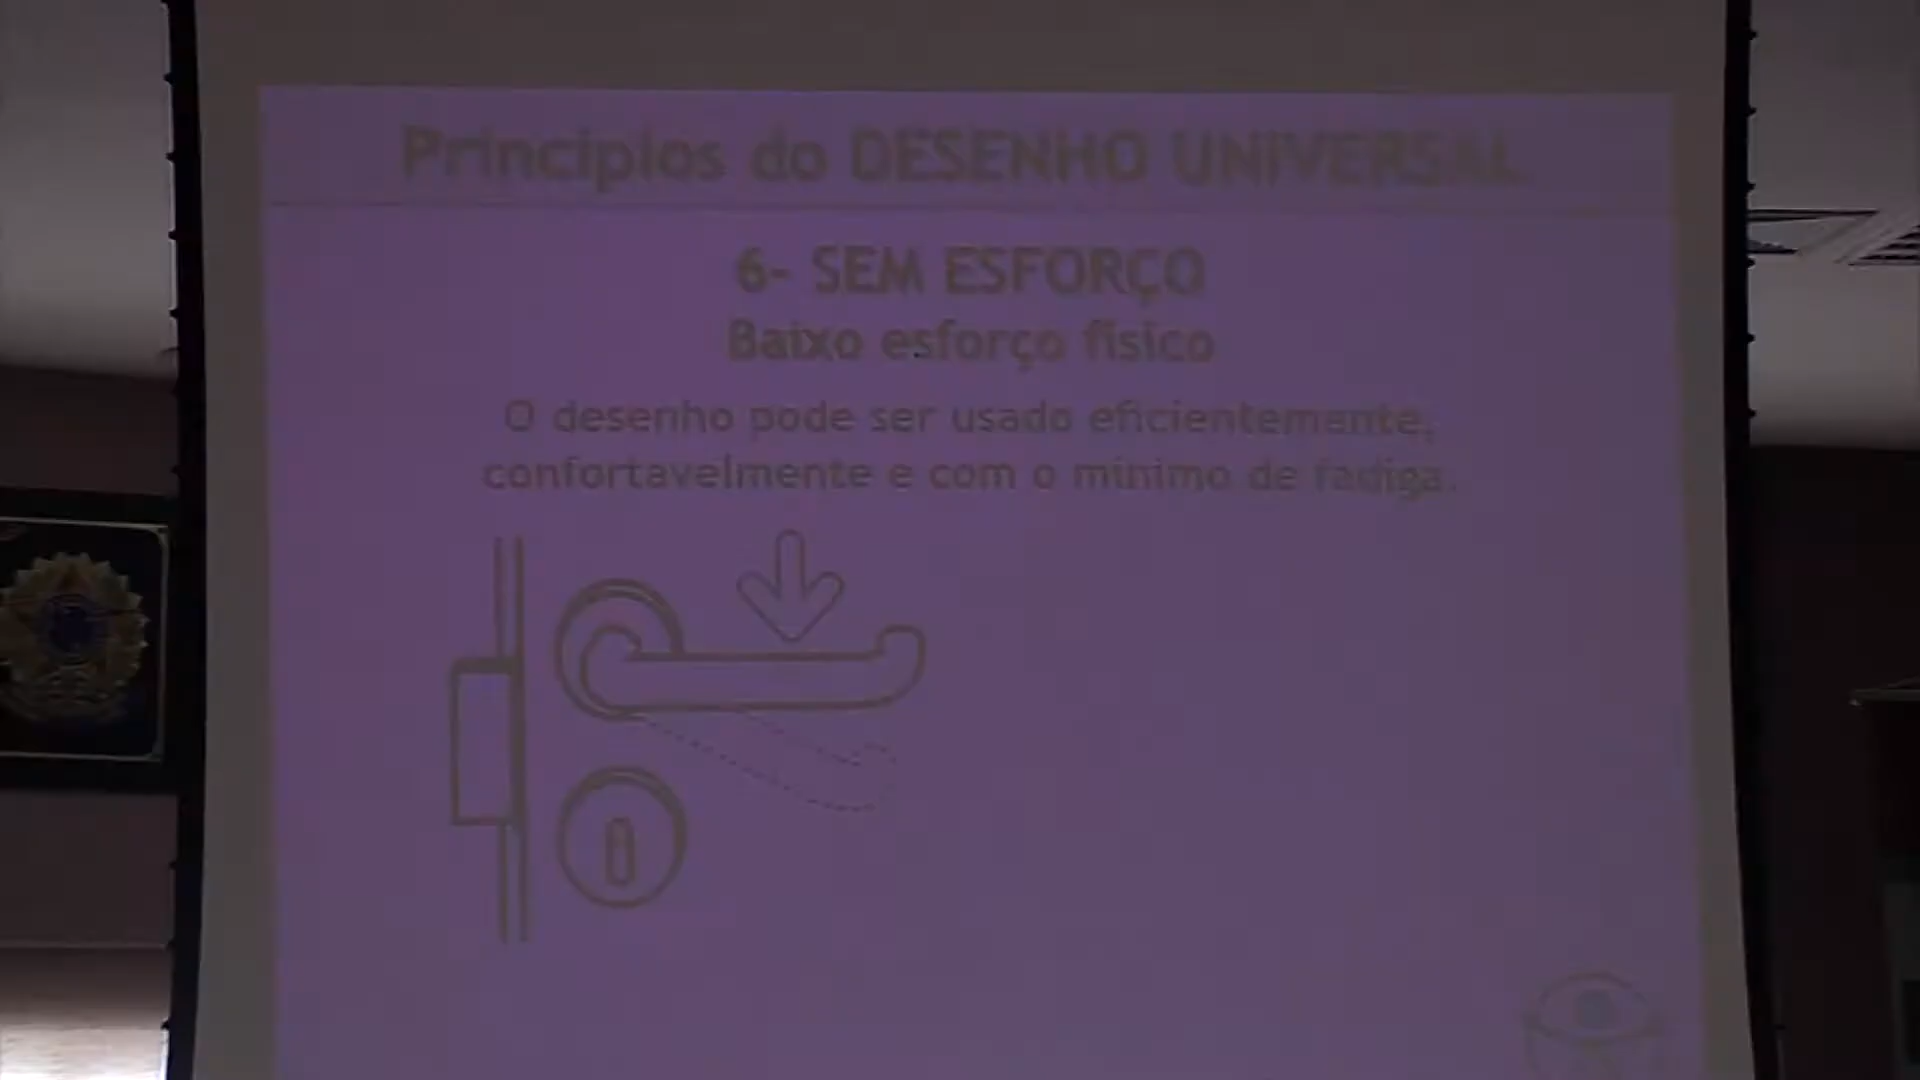 Princípios do DESENHO UNIVERSAL
6- SEM ESFORÇO
Baixo esforço físico
O desenho pode ser usado eficientemente,
confortavelmente e com o mínimo de fadiga.